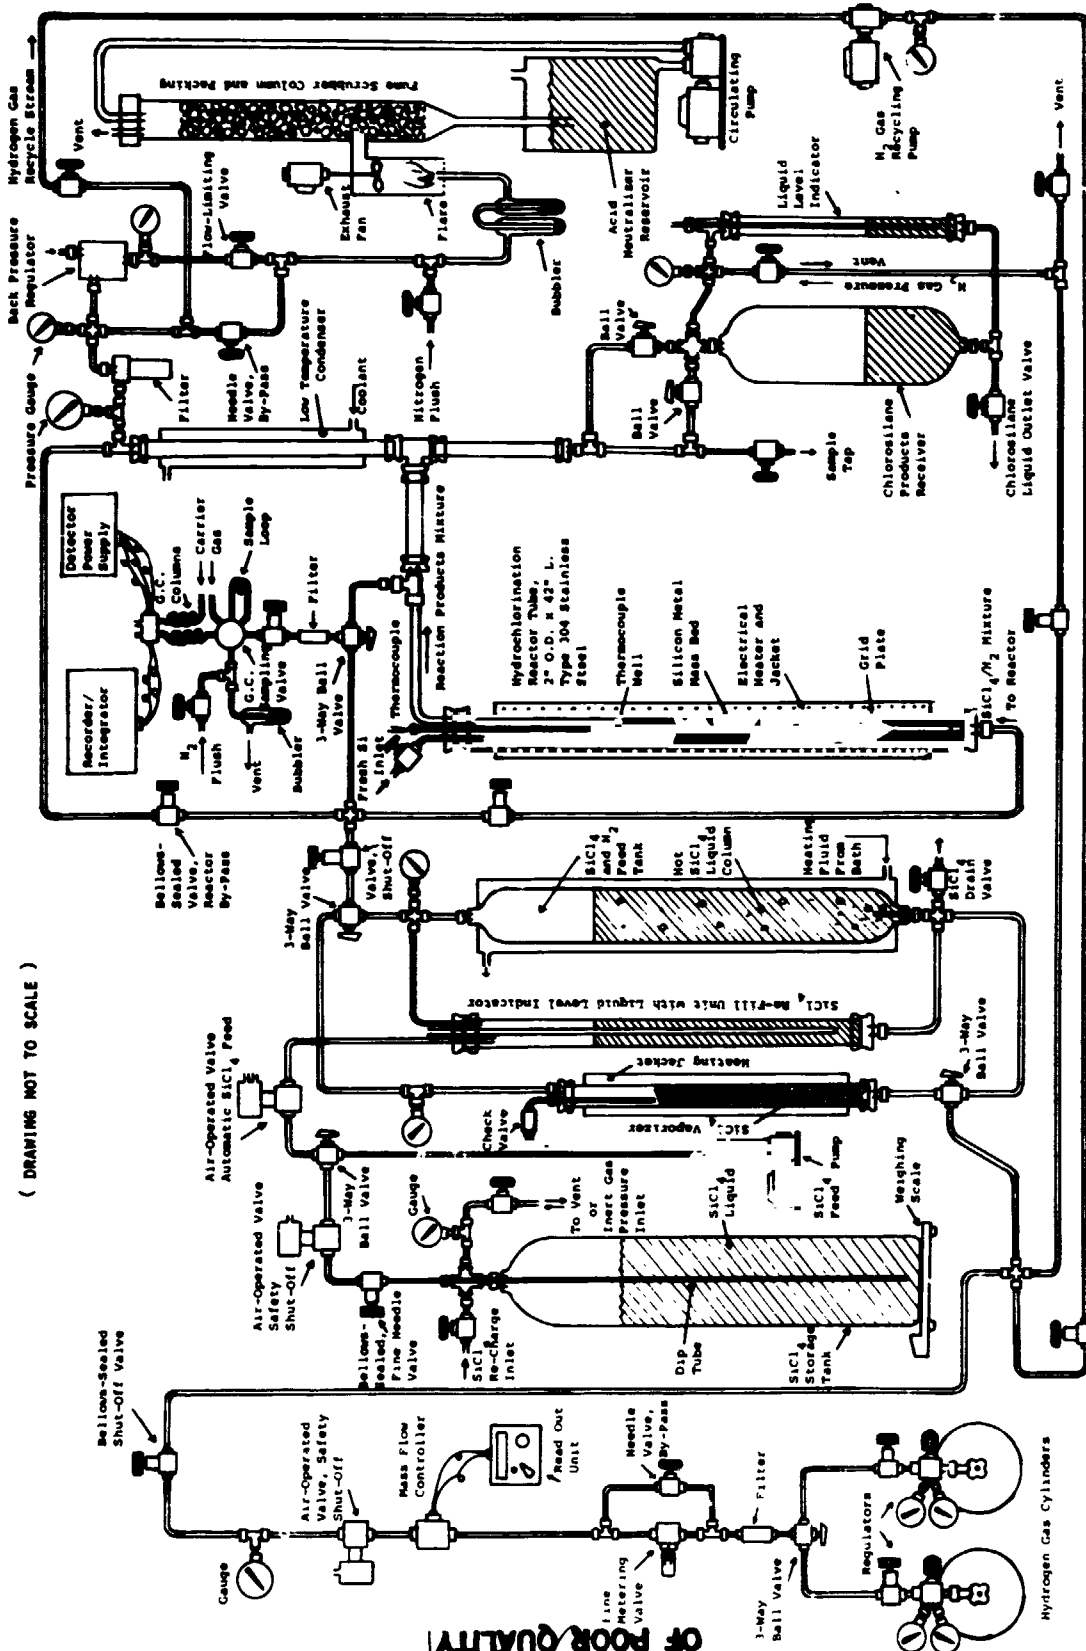 ( DRAWING NOT TO SCALE )
Hydrogen Gas
Recycle Stream
Back Pressure
Regulator
Pressure Gauge
Vent
Fume Scrubber Column and Packing
Flow-Limiting
Valve
Exhaust
Fan
Flare
Bubbler
Acid
Neutralizer
Reservoir
Circulating
Pump
H2 Gas
Recycling
Pump
Filter
Needle
Valve,
By-Pass
Low Temperature
Condenser
Coolant
Nitrogen
Flush
Ball
Valve
Ball
Valve
Vent
H2 Gas Pressure
Liquid
Level
Indicator
Vent
Sample
Tap
Chlorosilane
Products
Receiver
Chlorosilane
Liquid Outlet Valve
Detector
Power
Supply
Recorder/
Integrator
G.C.
Columns
Carrier
Gas
Sample
Loop
Filter
G.C.
Sampling
Valve
N2
Flush
Vent
Bubbler
3-Way Ball
Valve
Thermocouple
Reaction Products Mixture
Fresh Si
Inlet
Hydrochlorination
Reactor Tube,
2" O.D. x 42" L.
Type 304 Stainless
Steel
Thermocouple
Well
Silicon Metal
Mass Bed
Electrical
Heater and
Jacket
Grid
Plate
SiCl4/H2 Mixture
To Reactor
Bellows-
Sealed
Valve,
Reactor
By-Pass
3-Way
Ball Valve
Valve,
Shut-Off
SiCl4
and H2
Feed
Tank
Hot
SiCl4
Liquid
Column
Heating
Fluid
From
Bath
SiCl4
Drain
Valve
SiCl4 Re-Fill Unit with Liquid Level Indicator
Heating Jacket
SiCl4 Vaporizer
Check
Valve
3-Way
Ball Valve
Air-Operated Valve
Automatic SiCl4 Feed
Air-Operated Valve
Safety
Shut-Off
3-Way
Ball Valve
Gauge
To Vent
or
Inert Gas
Pressure
Inlet
SiCl4
Feed Pump
SiCl4
Liquid
Weighing
Scale
Bellows-
Sealed,
Fine Needle
Valve
SiCl4
Re-Charge
Inlet
Dip
Tube
SiCl4
Storage
Tank
Bellows-Sealed
Shut-Off Valve
Gauge
Air-Operated
Valve, Safety
Shut-Off
Mass Flow
Controller
Read Out
Unit
Needle
Valve,
By-Pass
Fine
Metering
Valve
Filter
3-Way
Ball Valve
Regulators
Hydrogen Gas Cylinders
OF POOR QUALITY